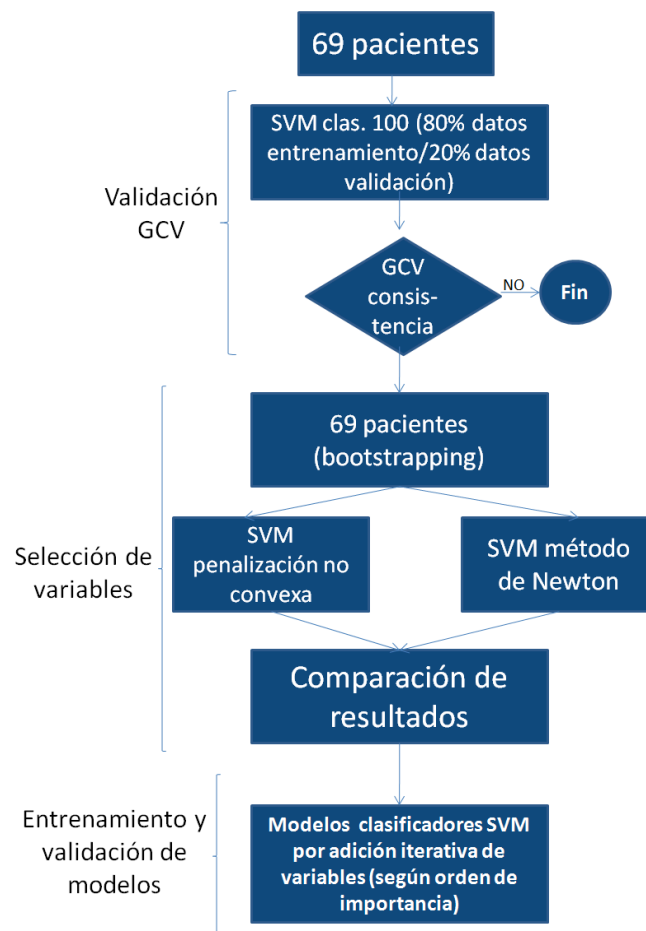 69 pacientes
SVM clas. 100 (80% datos
entrenamiento/20% datos
validación)
Validación
GCV
GCV
consis-
tencia
NO
Fin
69 pacientes
(bootstrapping)
Selección de
variables
SVM
penalización no
convexa
SVM método
de Newton
Comparación de
resultados
Entrenamiento y
validación de
modelos
Modelos clasificadores SVM
por adición iterativa de
variables (según orden de
importancia)